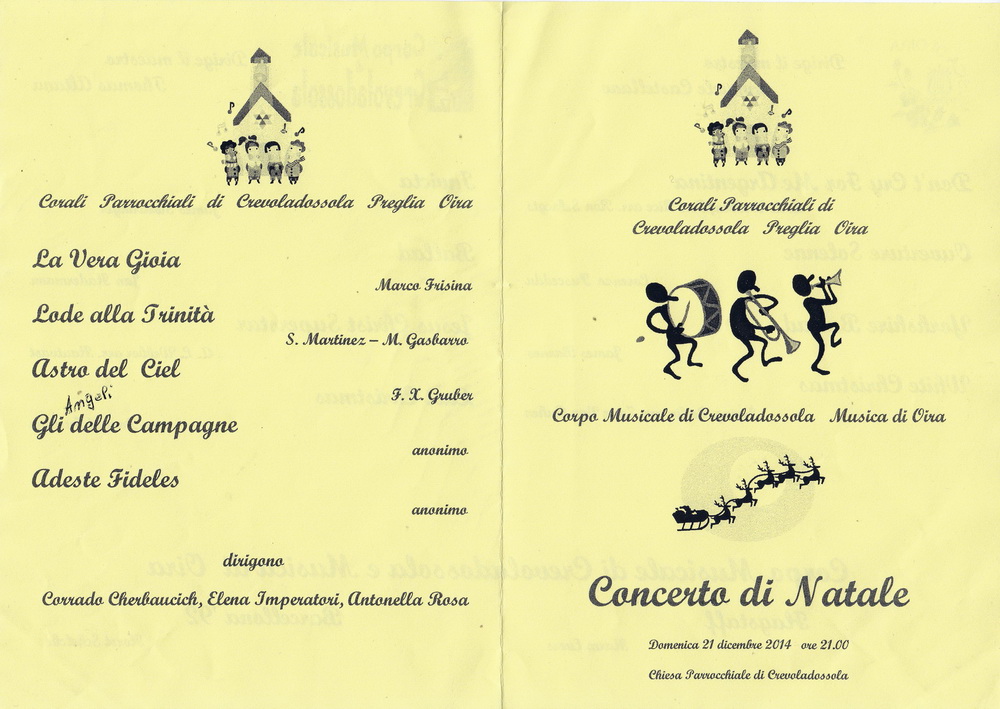 Corali Parrocchiali di Crevoladossola Preglia Oira
La Vera Gioia
Marco Frisina
Lode alla Trinità
S. Martinez – M. Gasbarro
Astro del Ciel
F. X. Gruber
Angeli
Gli delle Campagne
anonimo
Adeste Fideles
anonimo
dirigono
Corrado Cherbaucich, Elena Imperatori, Antonella Rosa
Corali Parrocchiali di
Crevoladossola Preglia Oira
Corpo Musicale di Crevoladossola Musica di Oira
Concerto di Natale
Domenica 21 dicembre 2014 ore 21.00
Chiesa Parrocchiale di Crevoladossola